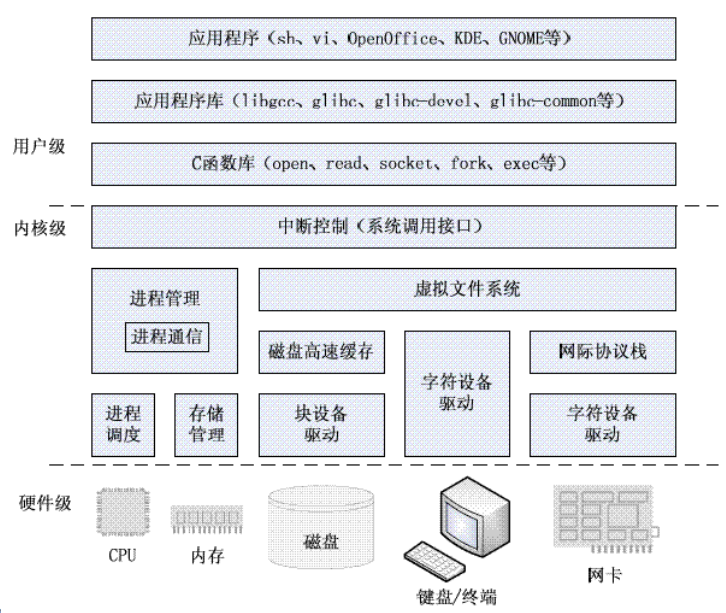 应用程序（sh、vi、OpenOffice、KDE、GNOME等）
应用程序库（libgcc、glibc、glibc-devel、glibc-common等）
用户级
C函数库（open、read、socket、fork、exec等）
内核级
中断控制（系统调用接口）
进程管理
进程通信
虚拟文件系统
磁盘高速缓存
字符设备
驱动
网际协议栈
进程
调度
存储
管理
块设备
驱动
字符设备
驱动
硬件级
CPU
内存
磁盘
键盘/终端
网卡